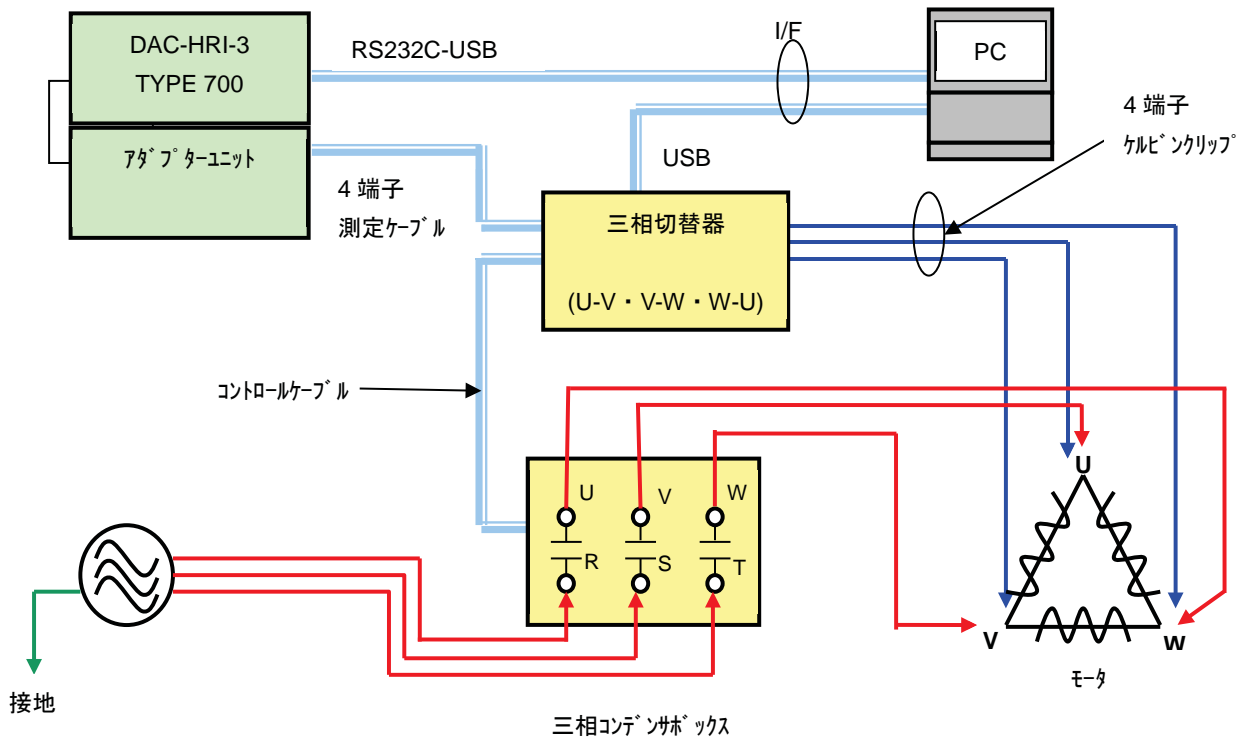 DAC-HRI-3
TYPE 700
アダプターユニット
RS232C-USB
I/F
PC
USB
4 端子
測定ケーブル
4 端子
ケルビンクリップ
三相切替器
(U-V・V-W・W-U)
コントロールケーブル
U
V
W
R
S
T
U
V
W
モータ
接地
三相コンデンサボックス